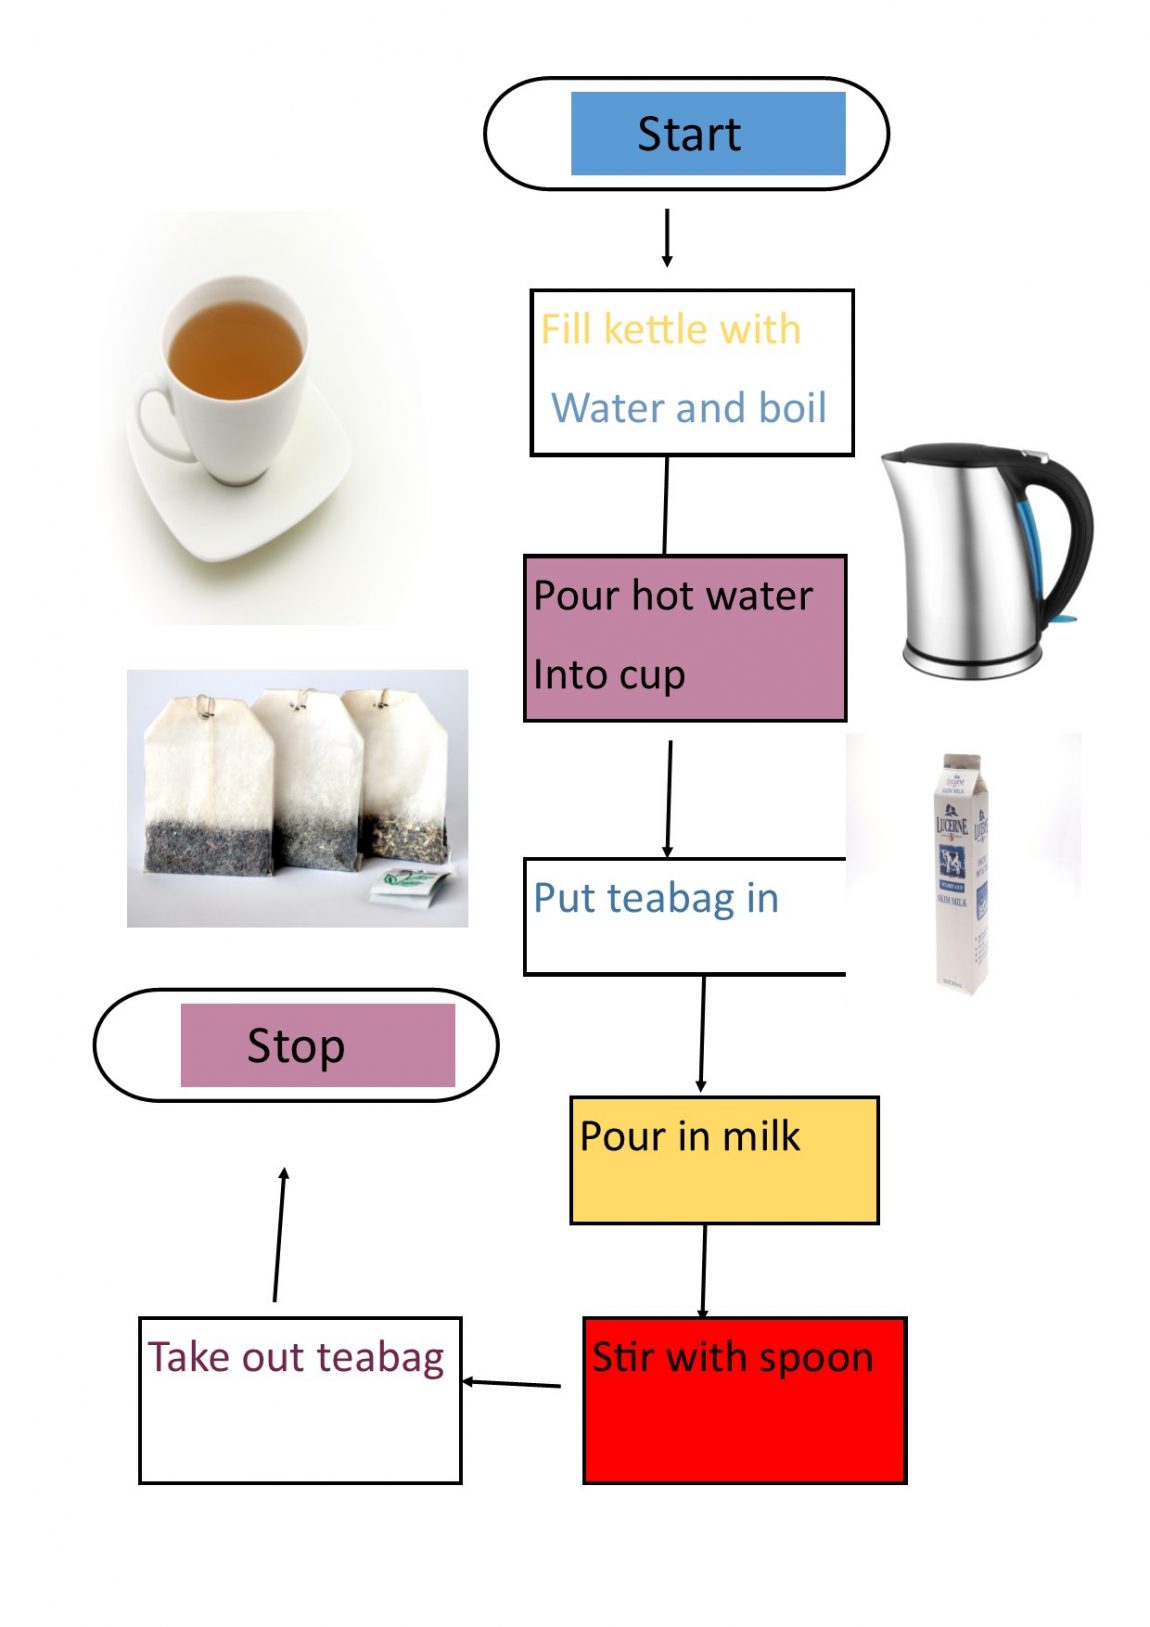 Start
Fill kettle with
Water and boil
Pour hot water
Into cup
Put teabag in
LUCERNE
SKIM MILK
Stop
Pour in milk
Take out teabag
Stir with spoon